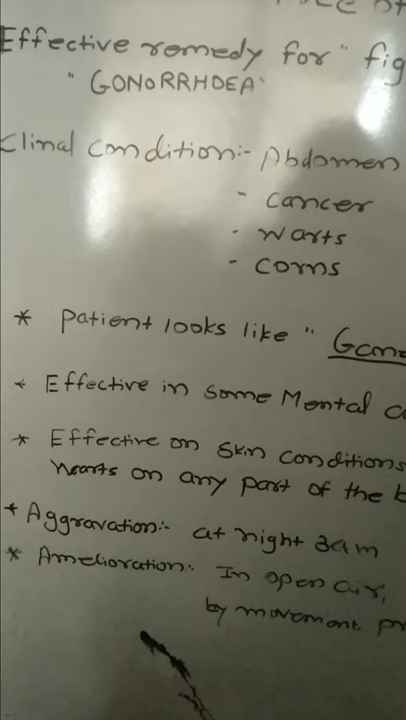 Effective remedy for " fig
" GONORRHOEA"
Clinal condition:- Abdomen
- cancer
- warts
- corns
* patient looks like "
* Effective in some Mental
* Effective on skin conditions
warts on any part of the b
* Aggravation:- at night 3am
* Amelioration:- In open air,
by movement. pr